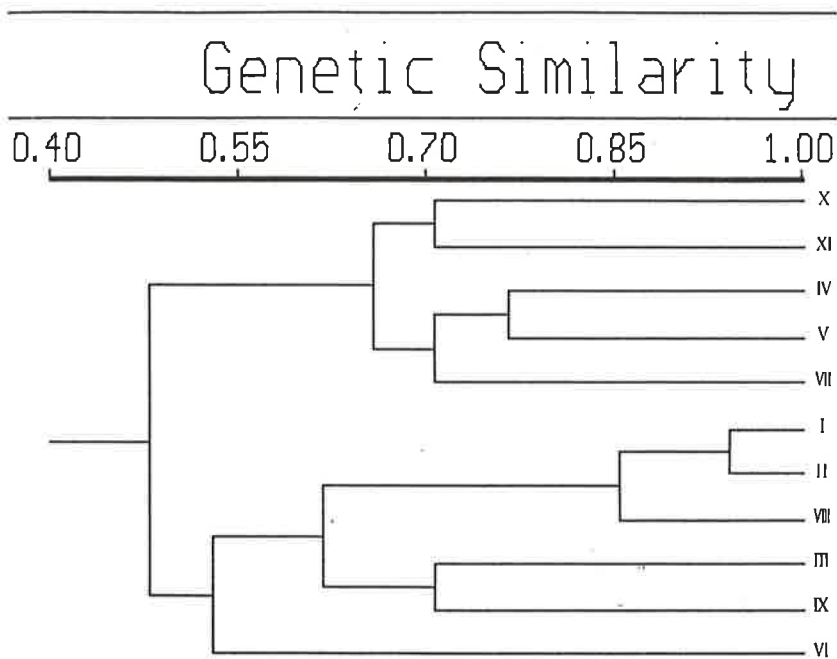 Genetic Similarity
0.40 0.55 0.70 0.85 1.00
X
XI
IV
V
VII
I
II
VIII
III
IX
VI